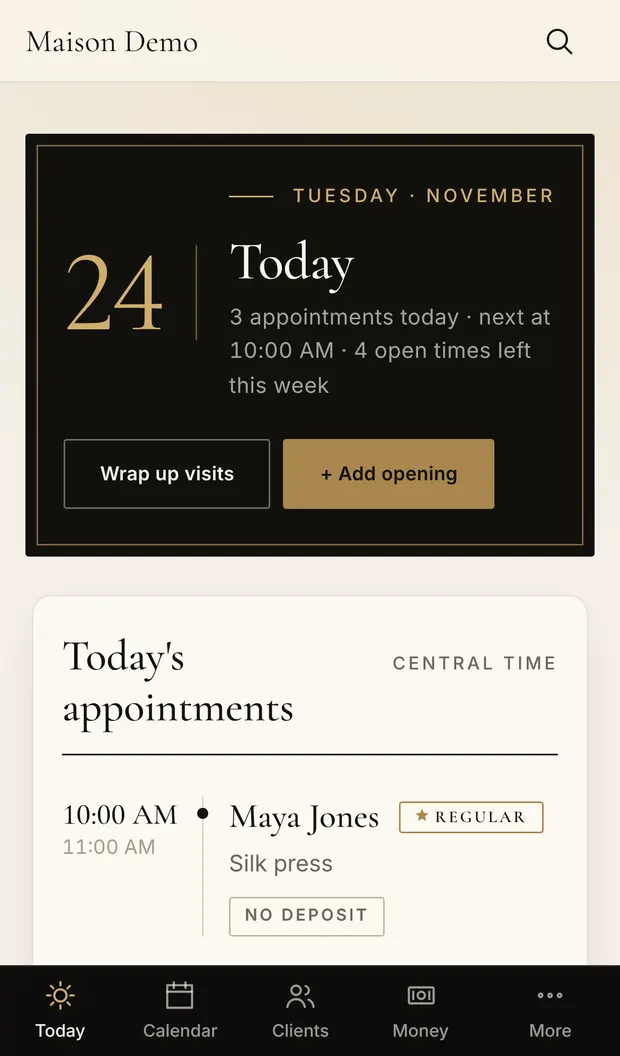 Maison Demo
TUESDAY · NOVEMBER
24
Today
3 appointments today · next at
10:00 AM · 4 open times left
this week
Wrap up visits
+ Add opening
Today's
appointments
CENTRAL TIME
10:00 AM
11:00 AM
Maya Jones
★ REGULAR
Silk press
NO DEPOSIT
Today
Calendar
Clients
Money
More